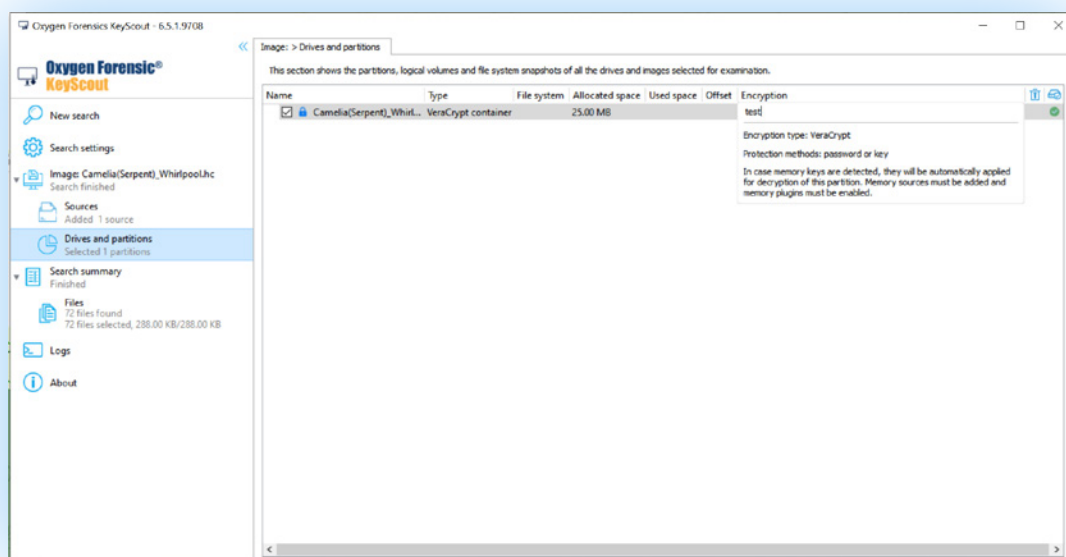 Oxygen Forensics KeyScout - 6.5.1.9708
Oxygen Forensic®
KeyScout
New search
Search settings
Image: Camelia(Serpent)_Whirlpool.hc
Search finished
Sources
Added 1 source
Drives and partitions
Selected 1 partitions
Search summary
Finished
Files
72 files found
72 files selected, 288.00 KB/288.00 KB
Logs
About
Image: > Drives and partitions
This section shows the partitions, logical volumes and file system snapshots of all the drives and images selected for examination.
Name Type File system Allocated space Used space Offset Encryption
Camelia(Serpent)_Whirl... VeraCrypt container 25.00 MB test
Encryption type: VeraCrypt
Protection methods: password or key
In case memory keys are detected, they will be automatically applied
for decryption of this partition. Memory sources must be added and
memory plugins must be enabled.